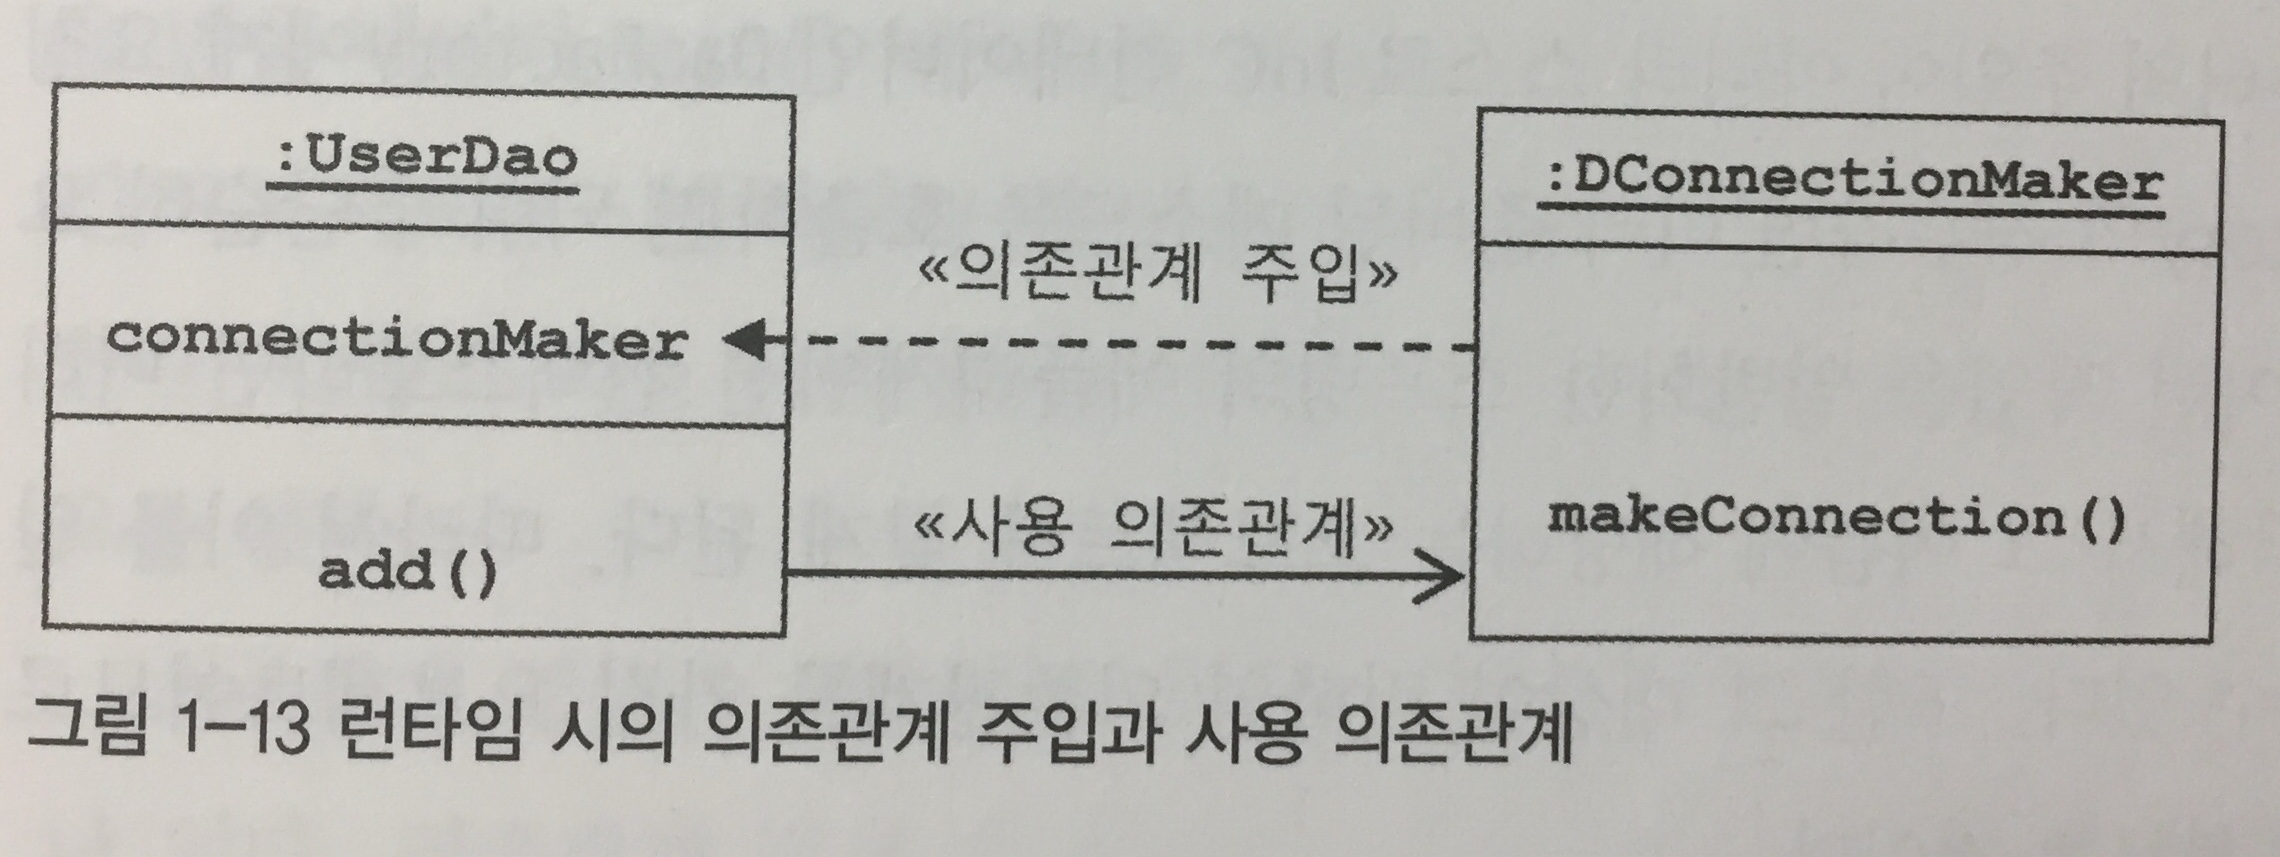 :UserDao
connectionMaker
add()
«의존관계 주입»
«사용 의존관계»
:DConnectionMaker
makeConnection()
그림 1-13 런타임 시의 의존관계 주입과 사용 의존관계